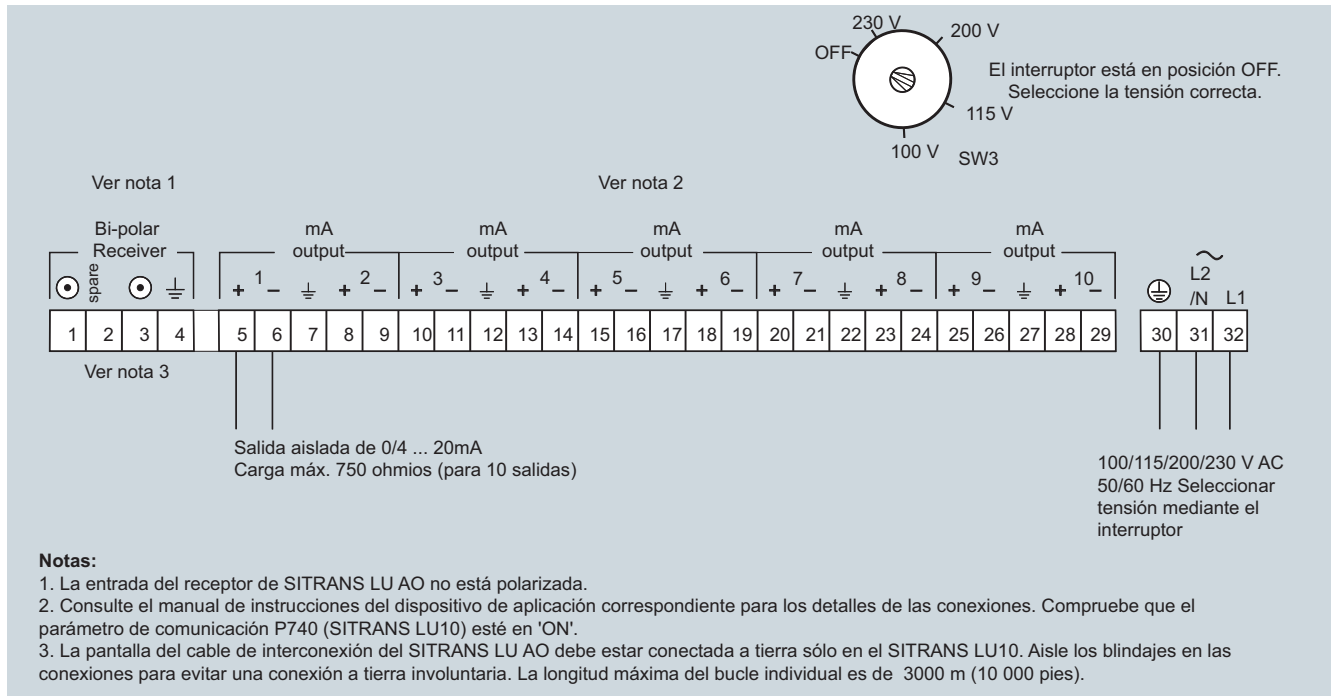 230 V
200 V
OFF
El interruptor está en posición OFF.
Seleccione la tensión correcta.
115 V
100 V
SW3
Ver nota 1
Ver nota 2
Bi-polar
Receiver
mA
output
mA
output
mA
output
mA
output
mA
output
spare
+ 1 − + 2 − + 3 − + 4 − + 5 − + 6 − + 7 − + 8 − + 9 − + 10 −
L2
/N L1
1 2 3 4 5 6 7 8 9 10 11 12 13 14 15 16 17 18 19 20 21 22 23 24 25 26 27 28 29 30 31 32
Ver nota 3
Salida aislada de 0/4 ... 20mA
Carga máx. 750 ohmios (para 10 salidas)
100/115/200/230 V AC
50/60 Hz Seleccionar
tensión mediante el
interruptor
Notas:
1. La entrada del receptor de SITRANS LU AO no está polarizada.
2. Consulte el manual de instrucciones del dispositivo de aplicación correspondiente para los detalles de las conexiones. Compruebe que el
parámetro de comunicación P740 (SITRANS LU10) esté en 'ON'.
3. La pantalla del cable de interconexión del SITRANS LU AO debe estar conectada a tierra sólo en el SITRANS LU10. Aisle los blindajes en las
conexiones para evitar una conexión a tierra involuntaria. La longitud máxima del bucle individual es de 3000 m (10 000 pies).